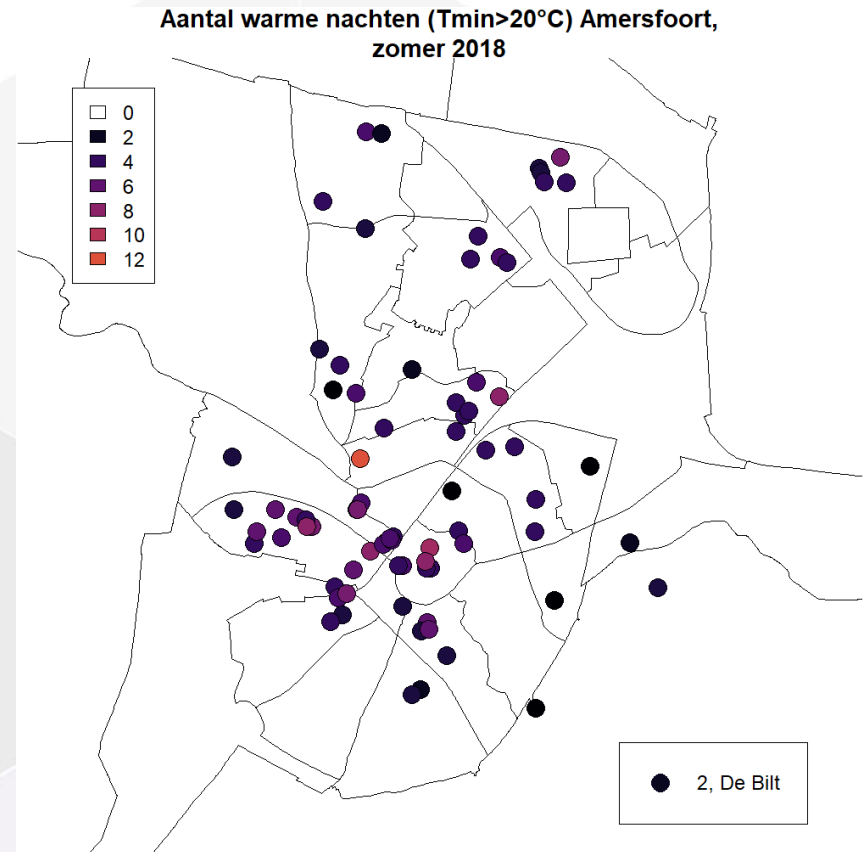 Aantal warme nachten (Tmin>20°C) Amersfoort,
zomer 2018
0
2
4
6
8
10
12
2, De Bilt